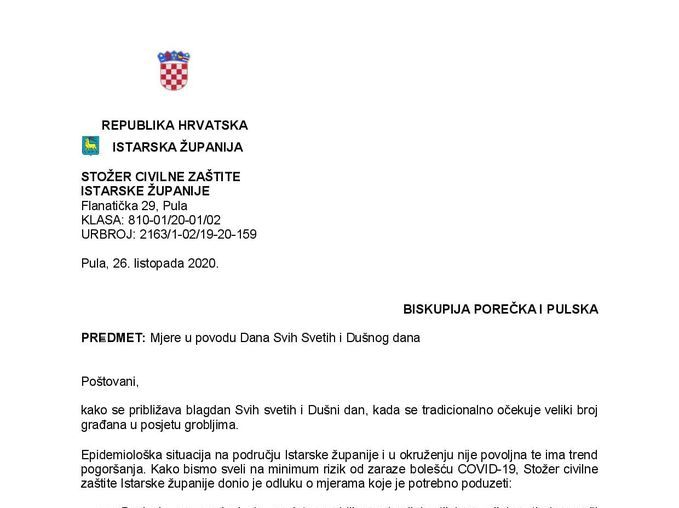 REPUBLIKA HRVATSKA
ISTARSKA ŽUPANIJA
STOŽER CIVILNE ZAŠTITE
ISTARSKE ŽUPANIJE
Flanatička 29, Pula
KLASA: 810-01/20-01/02
URBROJ: 2163/1-02/19-20-159
Pula, 26. listopada 2020.
BISKUPIJA POREČKA I PULSKA
PREDMET: Mjere u povodu Dana Svih Svetih i Dušnog dana
Poštovani,
kako se približava blagdan Svih svetih i Dušni dan, kada se tradicionalno očekuje veliki broj
građana u posjetu grobljima.
Epidemiološka situacija na području Istarske županije i u okruženju nije povoljna te ima trend
pogoršanja. Kako bismo sveli na minimum rizik od zaraze bolešću COVID-19, Stožer civilne
zaštite Istarske županije donio je odluku o mjerama koje je potrebno poduzeti: